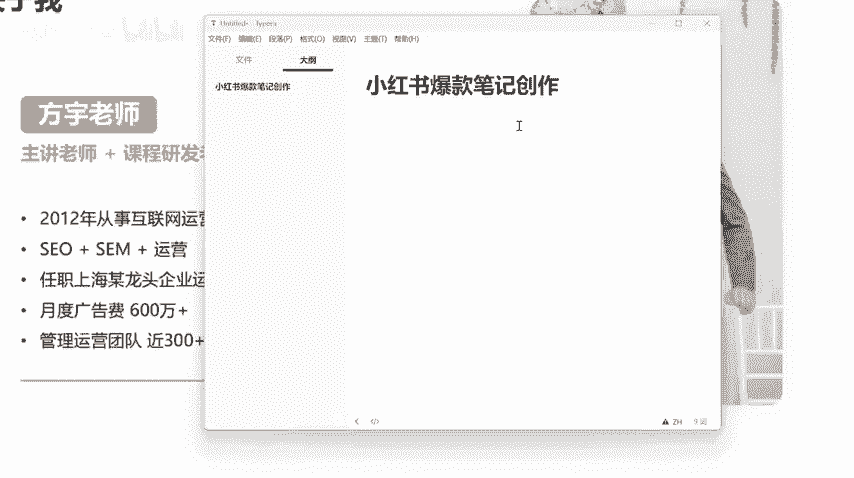 于我
bilibili
方宇老师
主讲老师 + 课程研发
• 2012年从事互联网运营
• SEO + SEM + 运营
• 任职上海某龙头企业运
• 月度广告费 600万+
• 管理运营团队 近300+
Untitled - Typora
文件(F) 编辑(E) 段落(P) 格式(O) 视图(V) 主题(T) 帮助(H)
文件 大纲
小红书爆款笔记创作
小红书爆款笔记创作
ZH 9 词